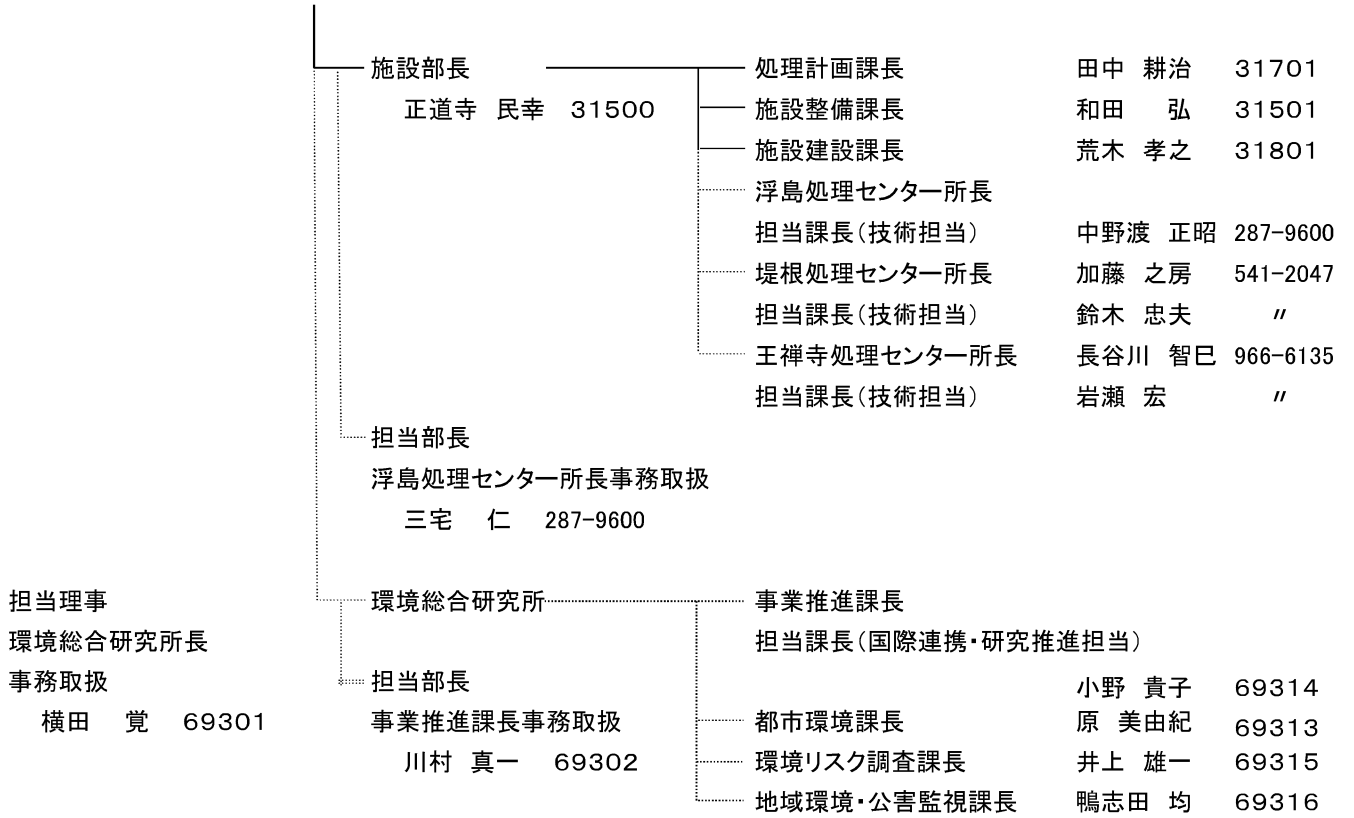 施設部長 処理計画課長 田中 耕治 31701
正道寺 民幸 31500 施設整備課長 和田 弘 31501
施設建設課長 荒木 孝之 31801
浮島処理センター所長
担当課長(技術担当) 中野渡 正昭 287-9600
堤根処理センター所長 加藤 之房 541-2047
担当課長(技術担当) 鈴木 忠夫 〃
王禅寺処理センター所長 長谷川 智巳 966-6135
担当課長(技術担当) 岩瀬 宏 〃
担当部長
浮島処理センター所長事務取扱
三宅 仁 287-9600
担当理事 環境総合研究所 事業推進課長
環境総合研究所長 担当課長(国際連携・研究推進担当)
事務取扱 担当部長 小野 貴子 69314
横田 覚 69301 事業推進課長事務取扱 都市環境課長 原 美由紀 69313
川村 真一 69302 環境リスク調査課長 井上 雄一 69315
地域環境・公害監視課長 鴨志田 均 69316